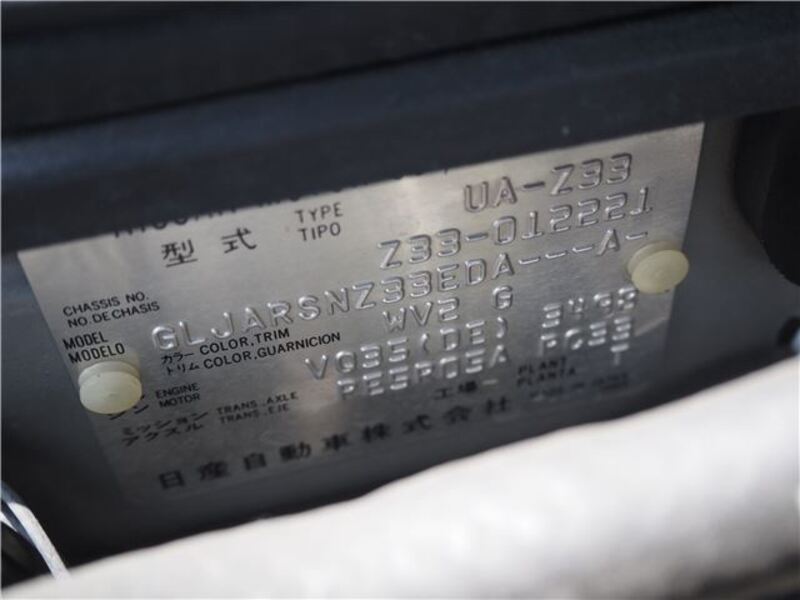 型式 TYPE TIPO UA-Z33
CHASSIS NO. NO. DE CHASIS Z33-012221
MODEL MODELO GLJARSNZ33EDA---A-
カラー COLOR, TRIM
トリム COLOR, GUARNICION WV2 G
ENGINE MOTOR VQ35(DE)
ミッション TRANS. AXLE
アクスル TRANS. EJE
工場 PLANT PLANTA T
日産自動車株式会社